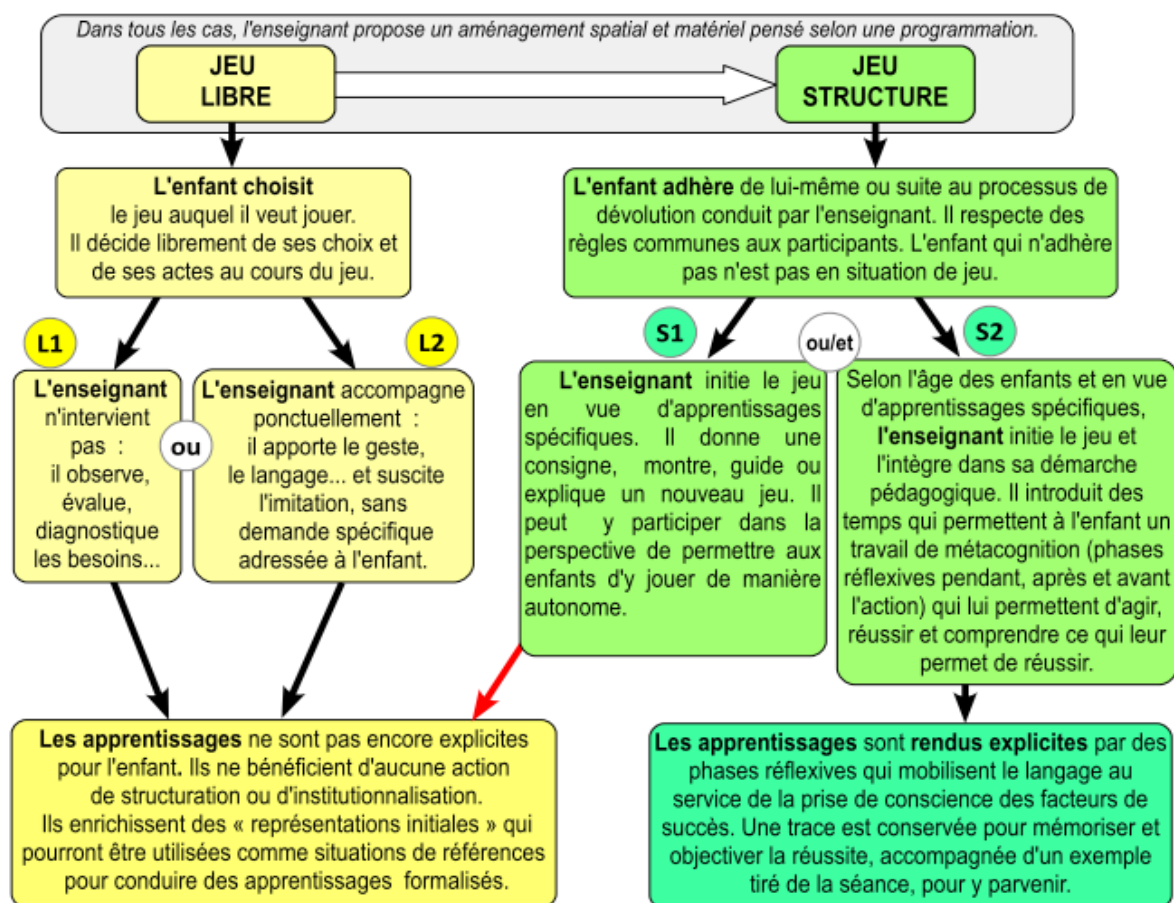 Dans tous les cas, l'enseignant propose un aménagement spatial et matériel pensé selon une programmation.
JEU
LIBRE
JEU
STRUCTURE
L'enfant choisit
le jeu auquel il veut jouer.
Il décide librement de ses choix et
de ses actes au cours du jeu.
L'enfant adhère de lui-même ou suite au processus de
dévolution conduit par l'enseignant. Il respecte des
règles communes aux participants. L'enfant qui n'adhère
pas n'est pas en situation de jeu.
L1
L2
S1
ou/et
S2
L'enseignant
n'intervient
pas :
il observe,
évalue,
diagnostique
les besoins...
ou
L'enseignant accompagne
ponctuellement :
il apporte le geste,
le langage... et suscite
l'imitation, sans
demande spécifique
adressée à l'enfant.
L'enseignant initie le jeu
en vue d'apprentissages
spécifiques. Il donne une
consigne, montre, guide ou
explique un nouveau jeu. Il
peut y participer dans la
perspective de permettre aux
enfants d'y jouer de manière
autonome.
Selon l'âge des enfants et en vue
d'apprentissages spécifiques,
l'enseignant initie le jeu et
l'intègre dans sa démarche
pédagogique. Il introduit des
temps qui permettent à l'enfant un
travail de métacognition (phases
réflexives pendant, après et avant
l'action) qui lui permettent d'agir,
réussir et comprendre ce qui leur
permet de réussir.
Les apprentissages ne sont pas encore explicites
pour l'enfant. Ils ne bénéficient d'aucune action
de structuration ou d'institutionnalisation.
Ils enrichissent des « représentations initiales » qui
pourront être utilisées comme situations de références
pour conduire des apprentissages formalisés.
Les apprentissages sont rendus explicites par des
phases réflexives qui mobilisent le langage au
service de la prise de conscience des facteurs de
succès. Une trace est conservée pour mémoriser et
objectiver la réussite, accompagnée d'un exemple
tiré de la séance, pour y parvenir.